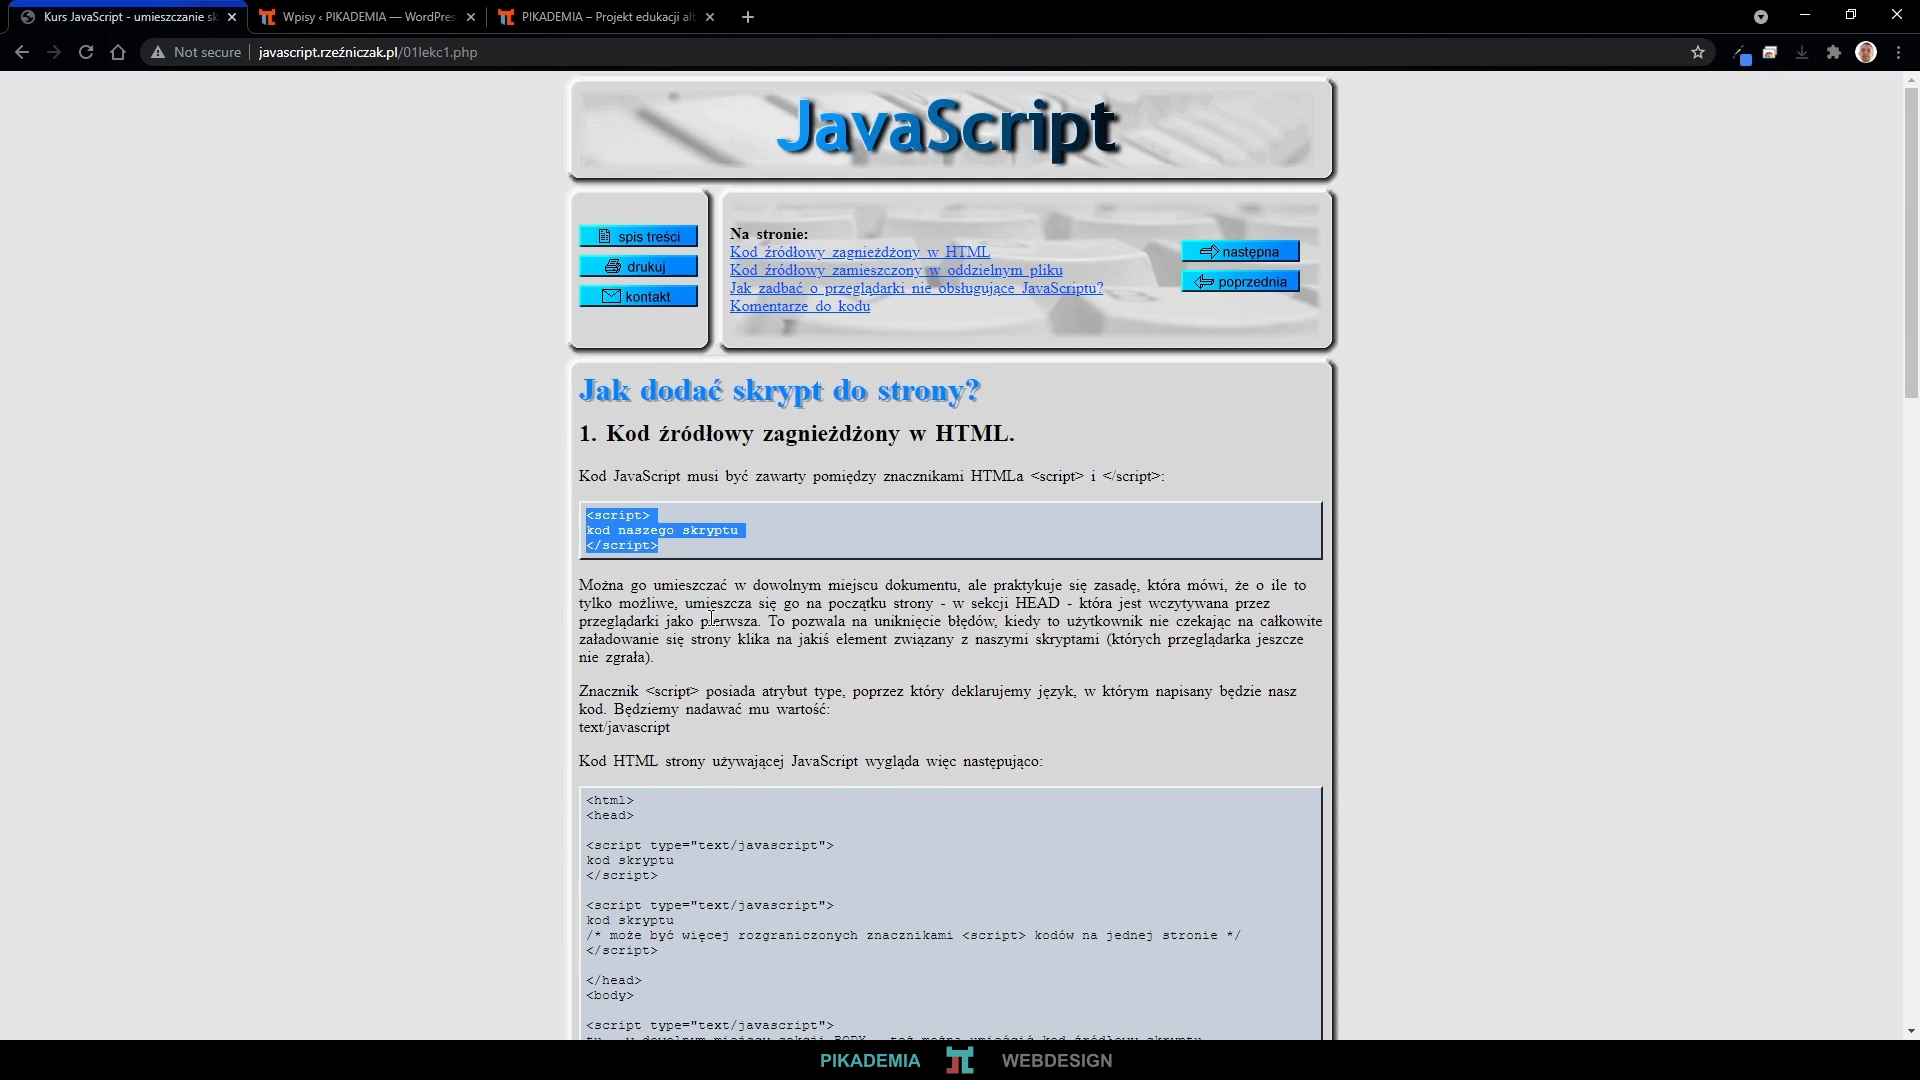 Kurs JavaScript - umieszczanie sk
Wpisy ‹ PIKADEMIA — WordPres
PIKADEMIA – Projekt edukacji alt
Not secure
javascript.rzeźniczak.pl/01lekc1.php
JavaScript
spis treści
drukuj
kontakt
Na stronie:
Kod źródłowy zagnieżdżony w HTML
Kod źródłowy zamieszczony w oddzielnym pliku
Jak zadbać o przeglądarki nie obsługujące JavaScriptu?
Komentarze do kodu
następna
poprzednia
Jak dodać skrypt do strony?
1. Kod źródłowy zagnieżdżony w HTML.
Kod JavaScript musi być zawarty pomiędzy znacznikami HTMLa <script> i </script>:
<script>
kod naszego skryptu
</script>
Można go umieszczać w dowolnym miejscu dokumentu, ale praktykuje się zasadę, która mówi, że o ile to
tylko możliwe, umieszcza się go na początku strony - w sekcji HEAD - która jest wczytywana przez
przeglądarki jako pierwsza. To pozwala na uniknięcie błędów, kiedy to użytkownik nie czekając na całkowite
załadowanie się strony klika na jakiś element związany z naszymi skryptami (których przeglądarka jeszcze
nie zgrała).
Znacznik <script> posiada atrybut type, poprzez który deklarujemy język, w którym napisany będzie nasz
kod. Będziemy nadawać mu wartość:
text/javascript
Kod HTML strony używającej JavaScript wygląda więc następująco:
<html>
<head>
<script type="text/javascript">
kod skryptu
</script>
<script type="text/javascript">
kod skryptu
/* może być więcej rozgraniczonych znacznikami <script> kodów na jednej stronie */
</script>
</head>
<body>
<script type="text/javascript">
PIKADEMIA WEBDESIGN